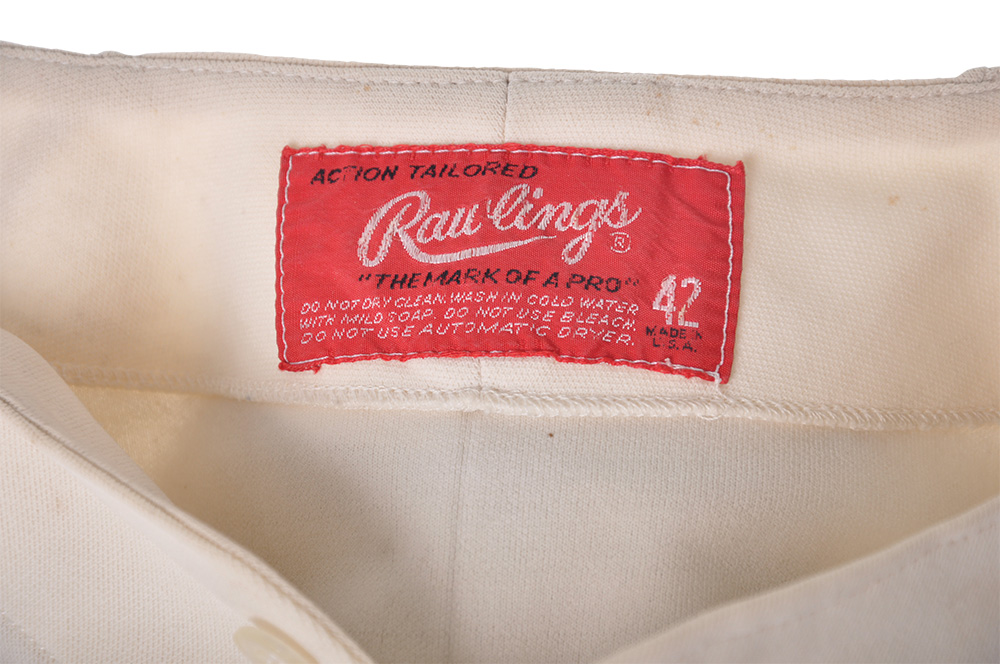 ACTION TAILORED
Rawlings ®
"THE MARK OF A PRO"
DO NOT DRY CLEAN. WASH IN COLD WATER
WITH MILD SOAP. DO NOT USE BLEACH.
DO NOT USE AUTOMATIC DRYER.
42
MADE IN
U.S.A.